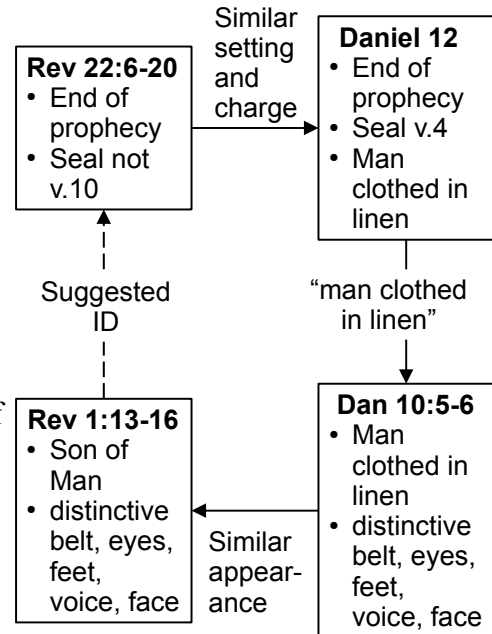 Rev 22:6-20
• End of
prophecy
• Seal not
v.10
Similar
setting
and
charge
Daniel 12
• End of
prophecy
• Seal v.4
• Man
clothed in
linen
“man clothed
in linen”
Dan 10:5-6
• Man
clothed in
linen
• distinctive
belt, eyes,
feet,
voice, face
Similar
appear-
ance
f
Rev 1:13-16
• Son of
Man
• distinctive
belt, eyes,
feet,
voice, face
Suggested
ID